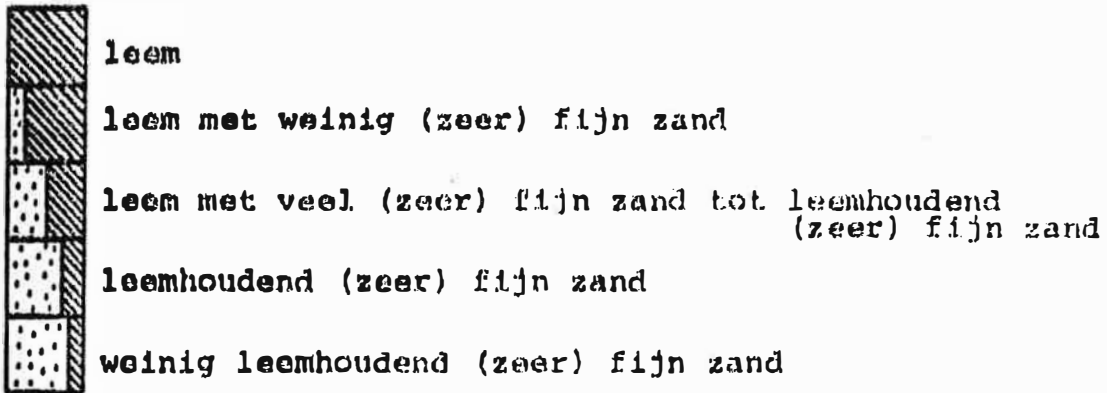 leem
leem met weinig (zeer) fijn zand
leem met veel (zeer) fijn zand tot leemhoudend
(zeer) fijn zand
leemhoudend (zeer) fijn zand
weinig leemhoudend (zeer) fijn zand